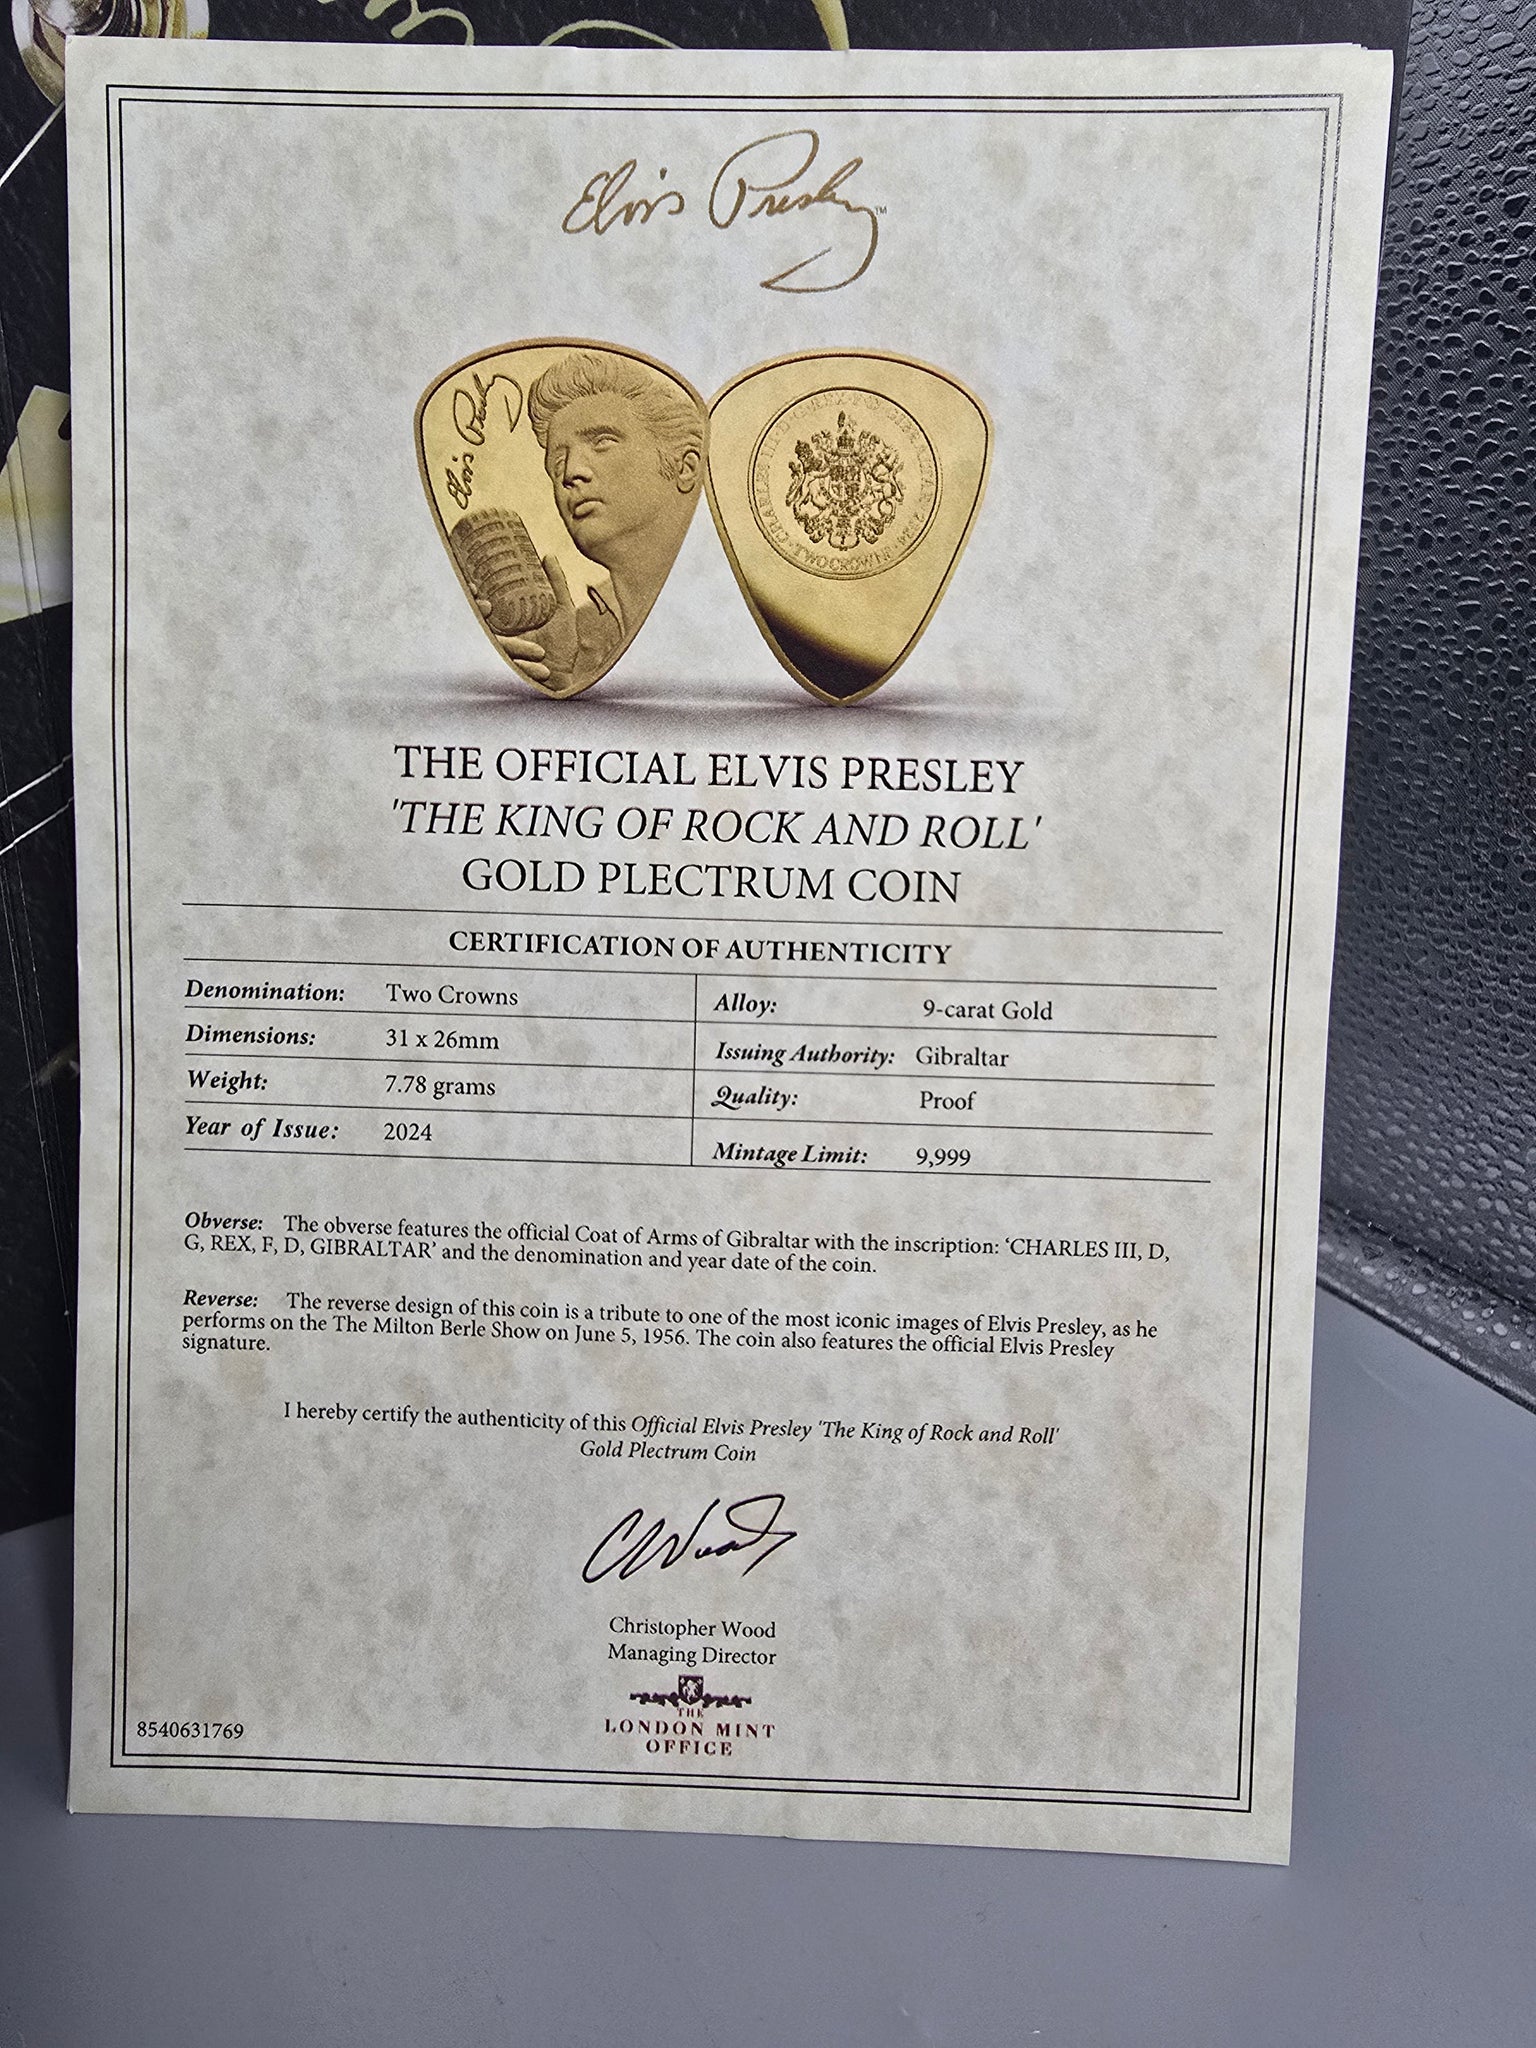 Elvis Presley™
Elvis Presley
CHARLES III · D · G · REX · F · D · GIBRALTAR · 2024 · TWO CROWNS
THE OFFICIAL ELVIS PRESLEY
'THE KING OF ROCK AND ROLL'
GOLD PLECTRUM COIN
CERTIFICATION OF AUTHENTICITY
Denomination: Two Crowns
Dimensions: 31 x 26mm
Weight: 7.78 grams
Year of Issue: 2024
Alloy: 9-carat Gold
Issuing Authority: Gibraltar
Quality: Proof
Mintage Limit: 9,999
Obverse: The obverse features the official Coat of Arms of Gibraltar with the inscription: ‘CHARLES III, D,
G, REX, F, D, GIBRALTAR’ and the denomination and year date of the coin.
Reverse: The reverse design of this coin is a tribute to one of the most iconic images of Elvis Presley, as he
performs on the The Milton Berle Show on June 5, 1956. The coin also features the official Elvis Presley
signature.
I hereby certify the authenticity of this Official Elvis Presley 'The King of Rock and Roll'
Gold Plectrum Coin
C Wood
Christopher Wood
Managing Director
THE
LONDON MINT
OFFICE
8540631769